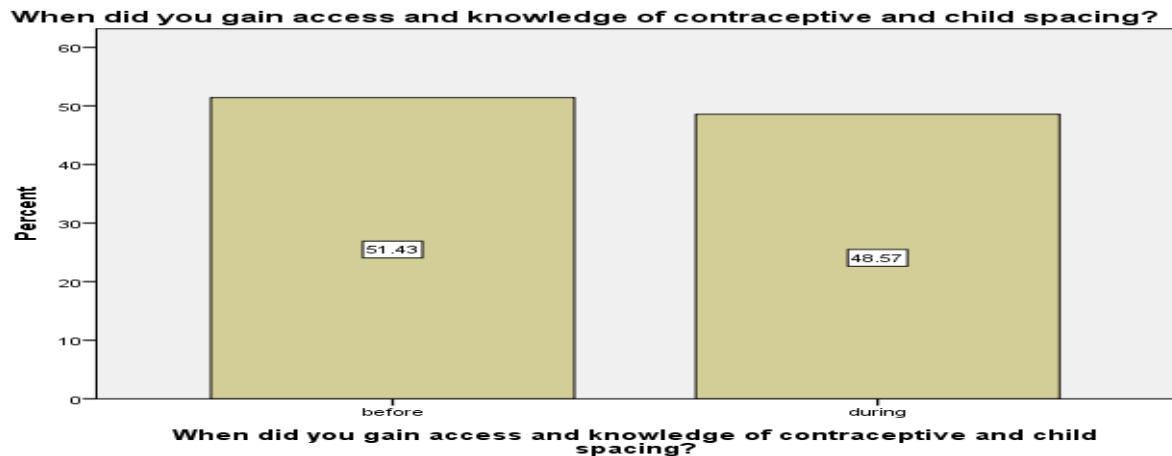 When did you gain access and knowledge of contraceptive and child spacing?
60
50
40
30
20
10
0
Percent
51.43
48.57
before
during
When did you gain access and knowledge of contraceptive and child
spacing?